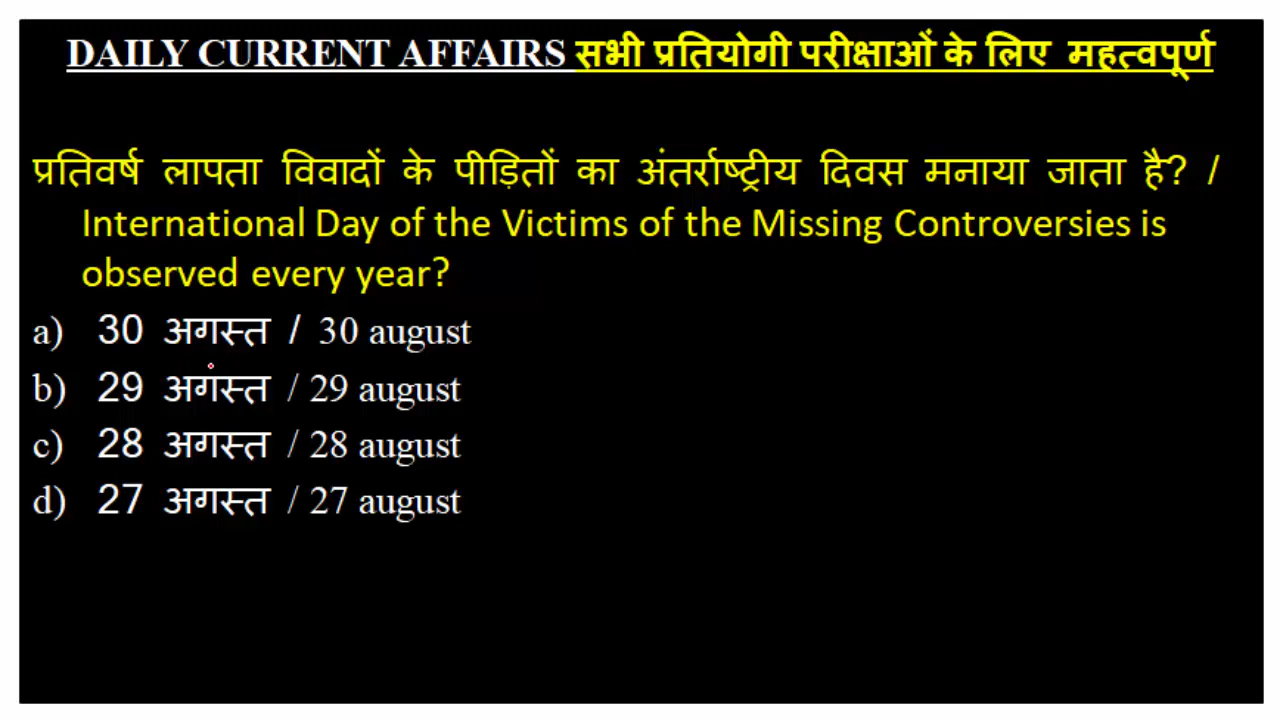 DAILY CURRENT AFFAIRS सभी प्रतियोगी परीक्षाओं के लिए महत्वपूर्ण
प्रतिवर्ष लापता विवादों के पीड़ितों का अंतर्राष्ट्रीय दिवस मनाया जाता है? /
International Day of the Victims of the Missing Controversies is
observed every year?
a) 30 अगस्त / 30 august
b) 29 अगस्त / 29 august
c) 28 अगस्त / 28 august
d) 27 अगस्त / 27 august